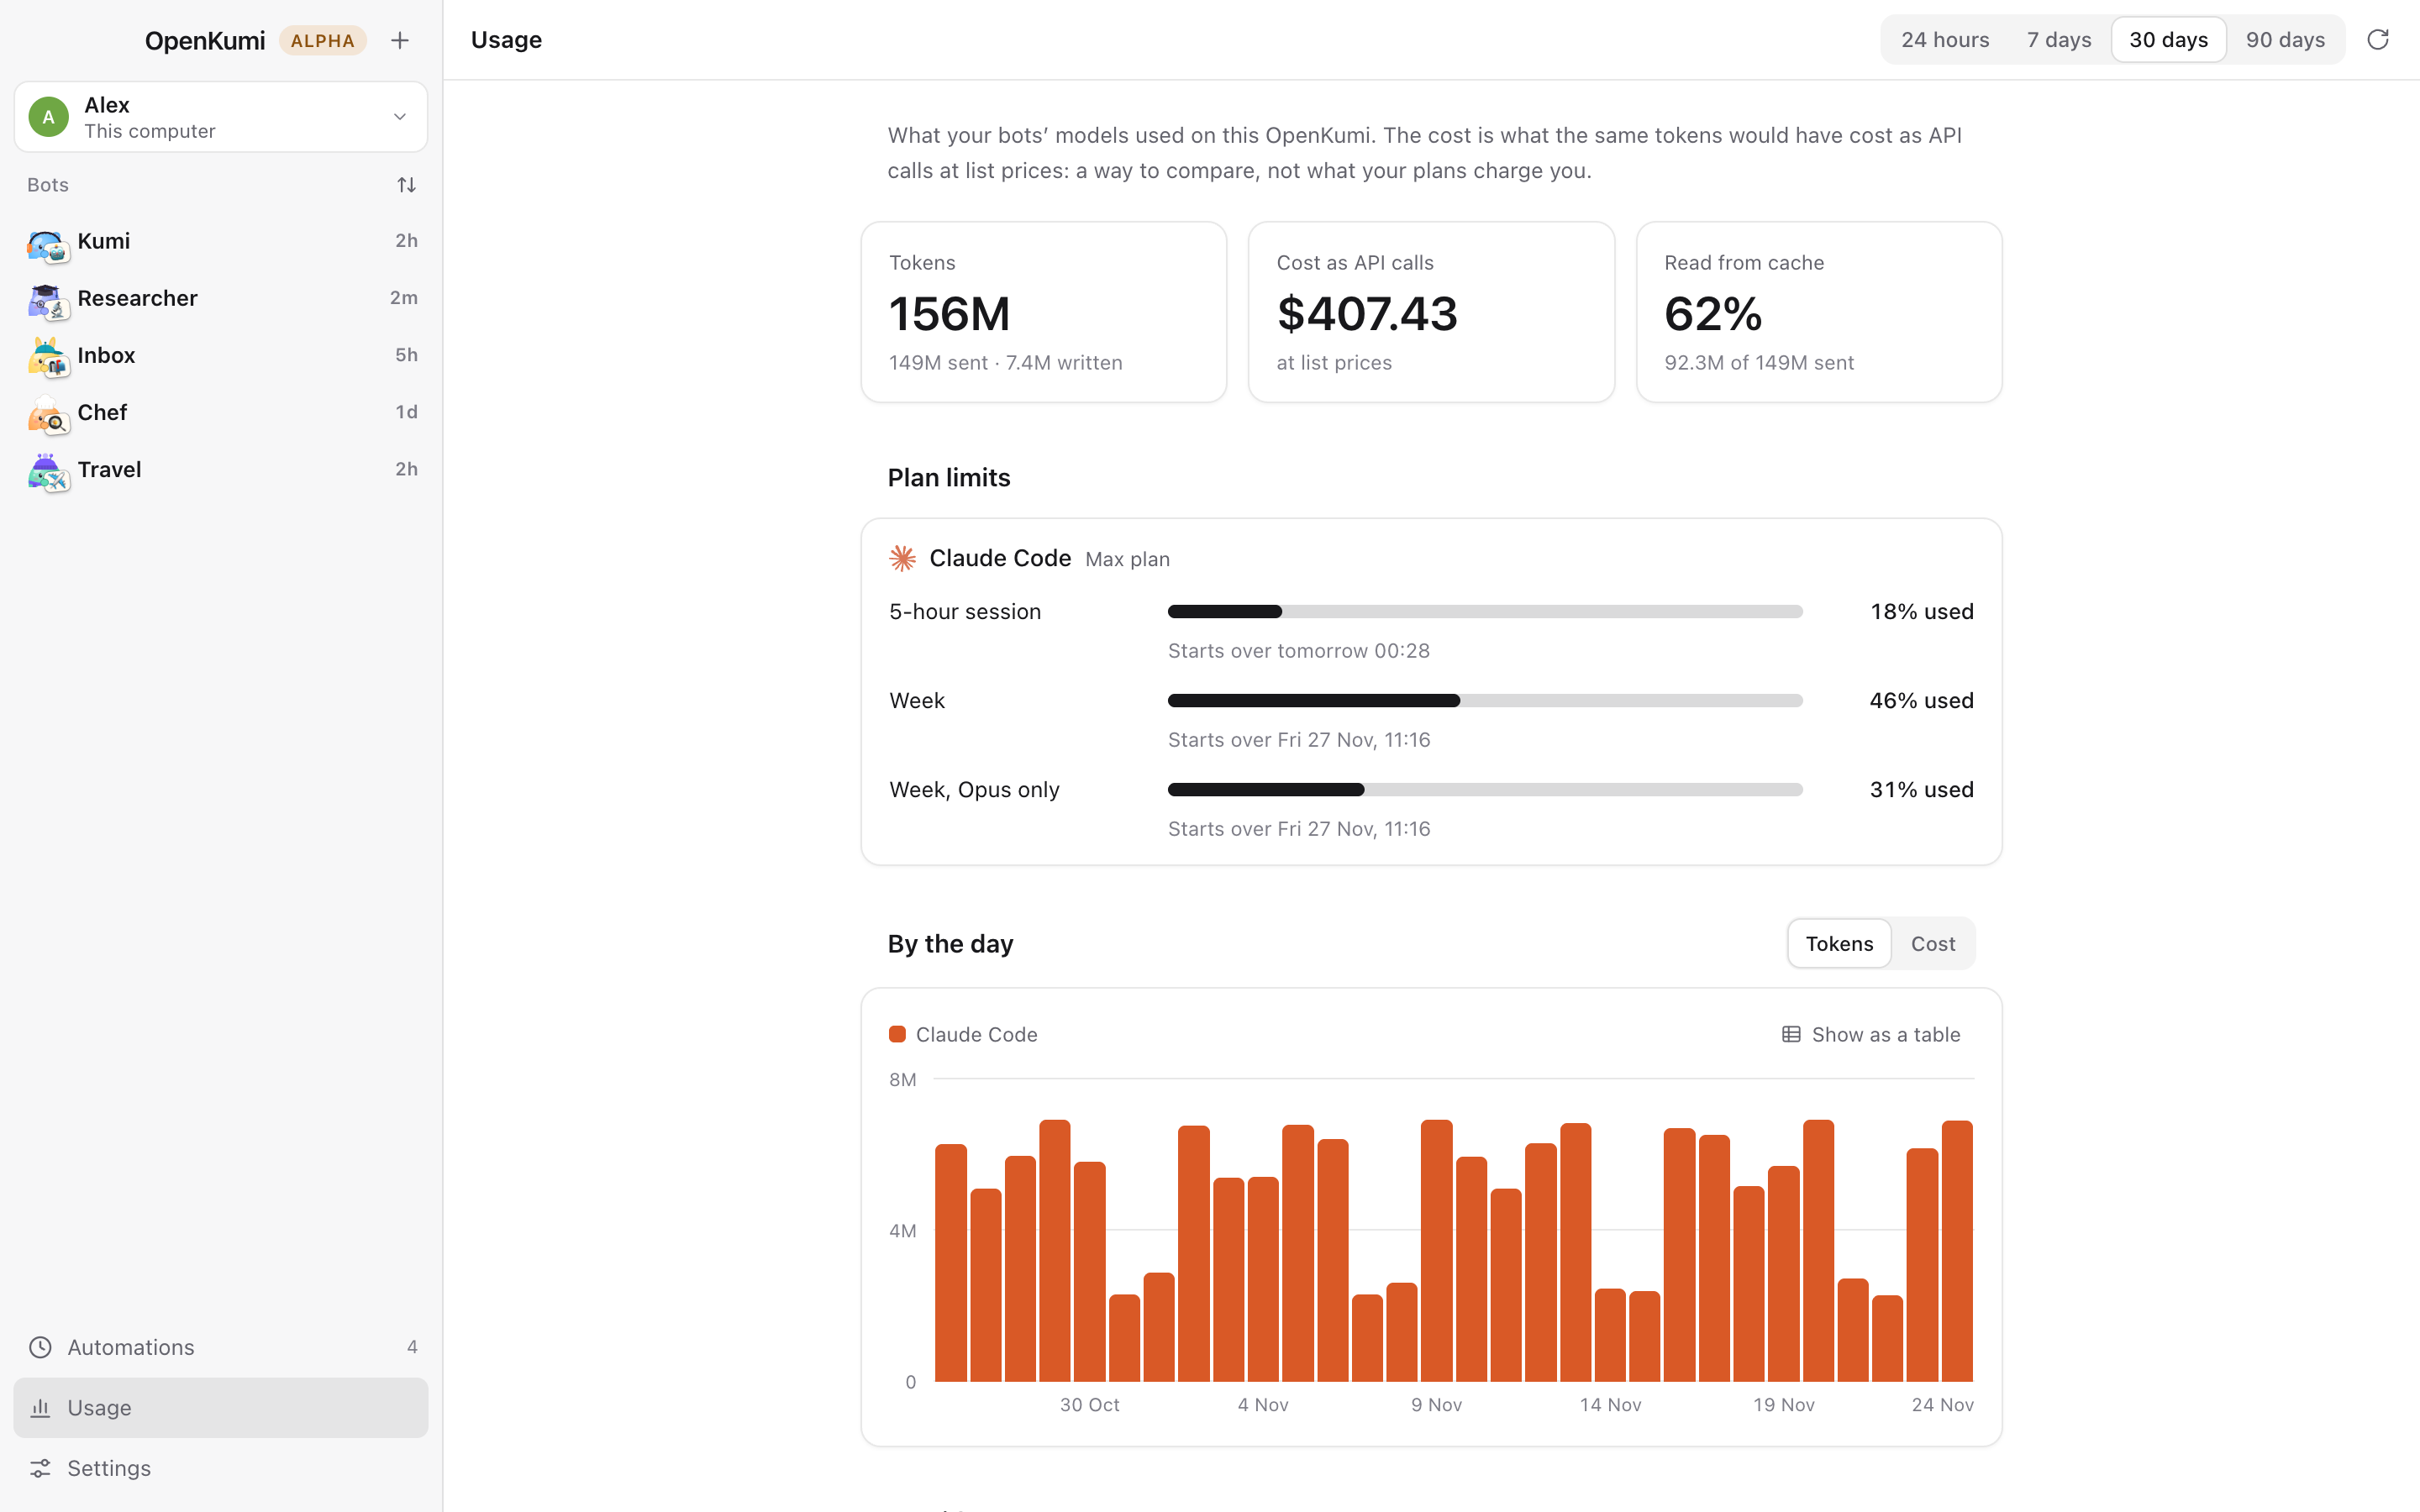 OpenKumi ALPHA
A
Alex
This computer
Bots
Kumi 2h
Researcher 2m
Inbox 5h
Chef 1d
Travel 2h
Automations 4
Usage
Settings
Usage
24 hours 7 days 30 days 90 days
What your bots’ models used on this OpenKumi. The cost is what the same tokens would have cost as API
calls at list prices: a way to compare, not what your plans charge you.
Tokens
156M
149M sent · 7.4M written
Cost as API calls
$407.43
at list prices
Read from cache
62%
92.3M of 149M sent
Plan limits
Claude Code Max plan
5-hour session 18% used
Starts over tomorrow 00:28
Week 46% used
Starts over Fri 27 Nov, 11:16
Week, Opus only 31% used
Starts over Fri 27 Nov, 11:16
By the day
Tokens Cost
Claude Code
Show as a table
8M
4M
0
30 Oct 4 Nov 9 Nov 14 Nov 19 Nov 24 Nov